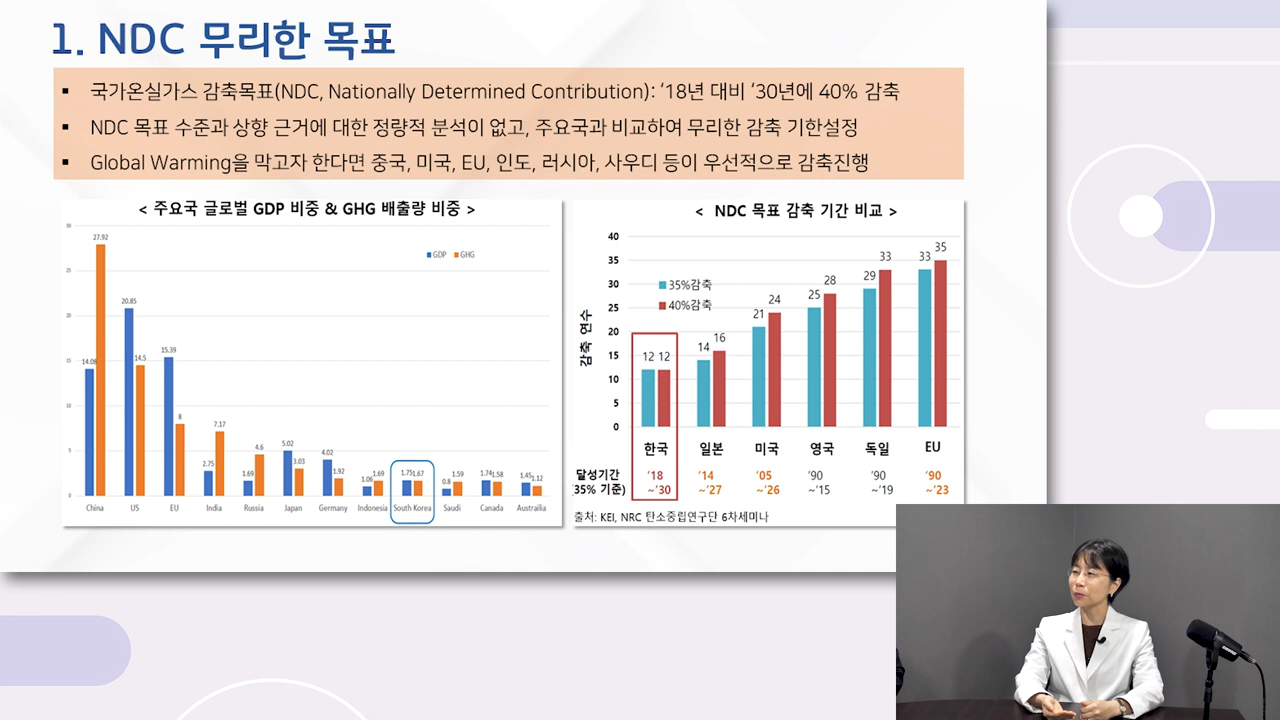 1. NDC 무리한 목표
▪ 국가온실가스 감축목표(NDC, Nationally Determined Contribution): ‘18년 대비 ‘30년에 40% 감축
▪ NDC 목표 수준과 상향 근거에 대한 정량적 분석이 없고, 주요국과 비교하여 무리한 감축 기한설정
▪ Global Warming을 막고자 한다면 중국, 미국, EU, 인도, 러시아, 사우디 등이 우선적으로 감축진행
< 주요국 글로벌 GDP 비중 & GHG 배출량 비중 >
GDP GHG
30
25
20
15
10
5
0
14.08 27.92
20.85 14.5
15.39 8
2.75 7.17
1.69 4.6
5.02 3.03
4.02 1.92
1.06 1.69
1.75 1.67
0.8 1.59
1.74 1.58
1.45 1.12
China US EU India Russia Japan Germany Indonesia South Korea Saudi Canada Austrailia
< NDC 목표 감축 기간 비교 >
감축 연수
40
35
30
25
20
15
10
5
0
35%감축
40%감축
12 12
14 16
21 24
25 28
29 33
33 35
한국 일본 미국 영국 독일 EU
달성기간 ‘18 ‘14 ‘05 ‘90 ‘90 ‘90
(35% 기준) ~’30 ~’27 ~’26 ~’15 ~’19 ~’23
출처: KEI, NRC 탄소중립연구단 6차세미나